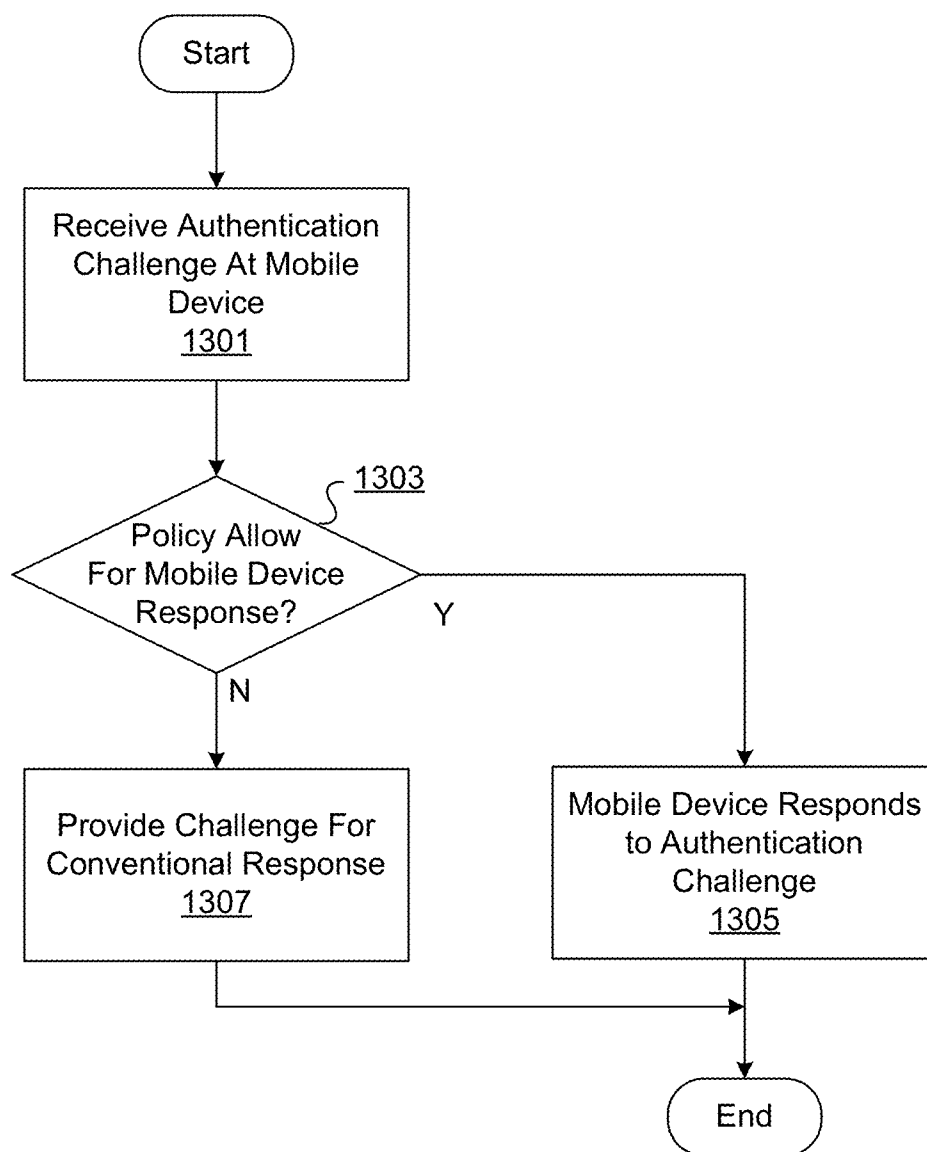 Start
Receive Authentication
Challenge At Mobile
Device
1301
1303
Policy Allow
For Mobile Device
Response?
Y
N
Provide Challenge For
Conventional Response
1307
Mobile Device Responds
to Authentication
Challenge
1305
End